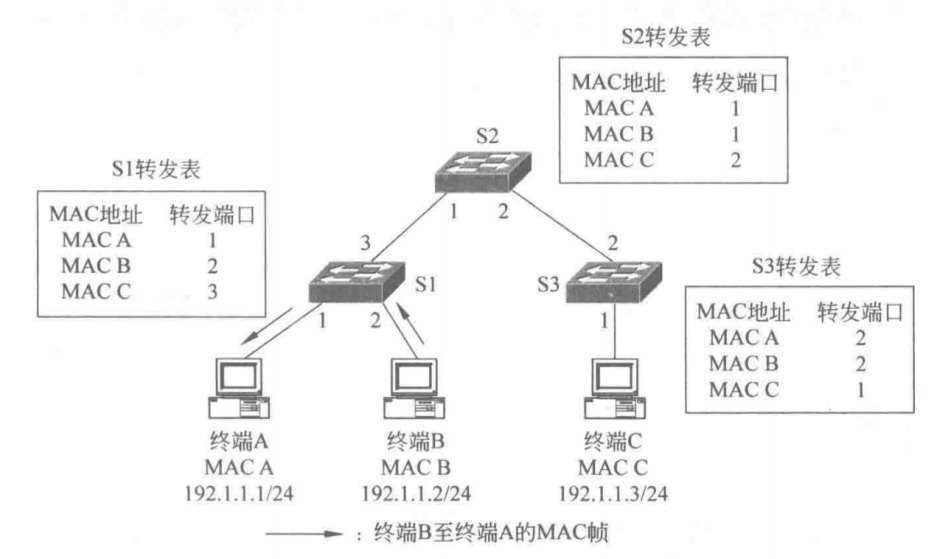 S2转发表
MAC地址 转发端口
MAC A 1
MAC B 1
MAC C 2
S2
1 2
S1转发表
MAC地址 转发端口
MAC A 1
MAC B 2
MAC C 3
3
S1
1 2
2
S3
1
S3转发表
MAC地址 转发端口
MAC A 2
MAC B 2
MAC C 1
终端A
MAC A
192.1.1.1/24
终端B
MAC B
192.1.1.2/24
终端C
MAC C
192.1.1.3/24
：终端B至终端A的MAC帧